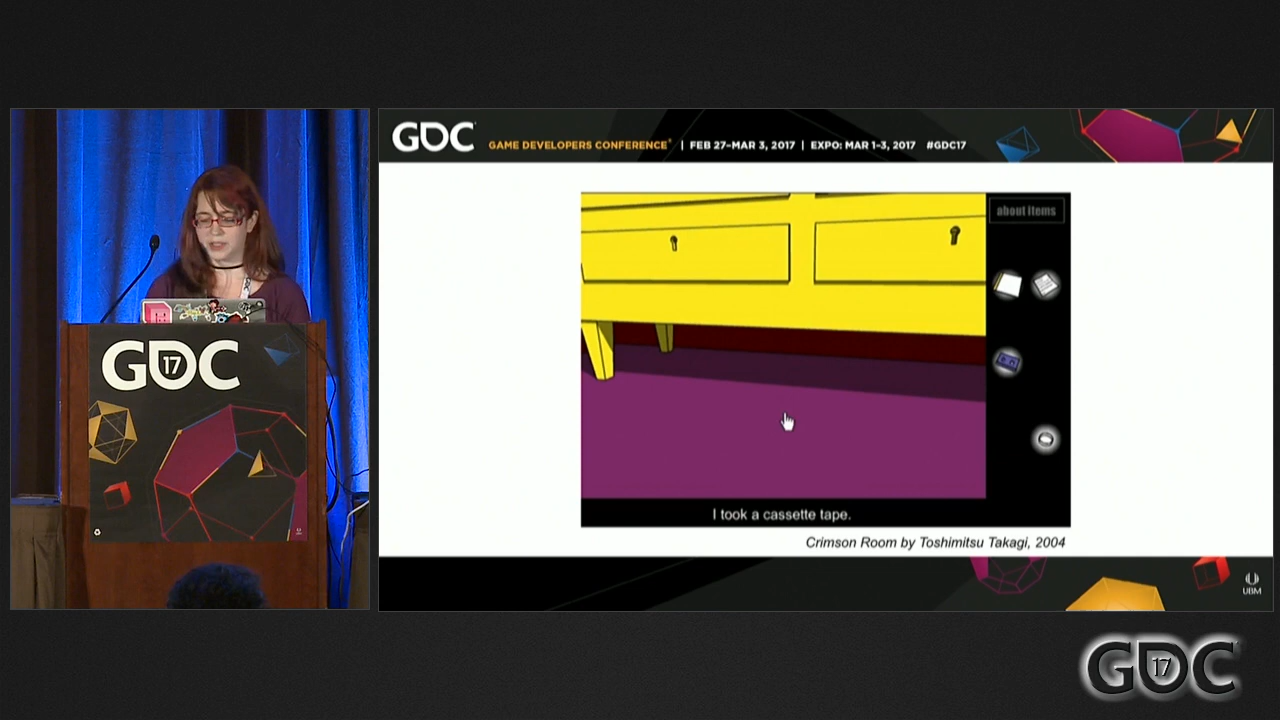 GDC
GAME DEVELOPERS CONFERENCE® | FEB 27–MAR 3, 2017 | EXPO: MAR 1–3, 2017 #GDC17
about items
I took a cassette tape.
Crimson Room by Toshimitsu Takagi, 2004
UBM
GDC
17
GDC
17